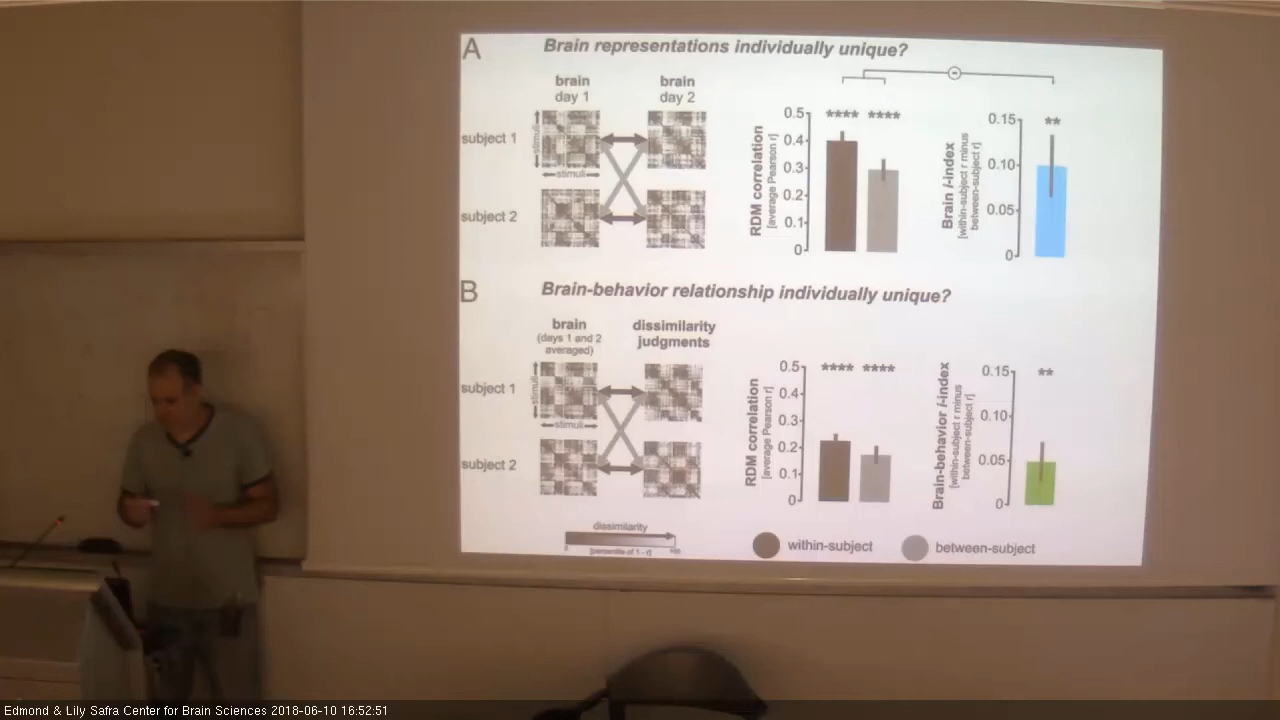 A
Brain representations individually unique?
brain
day 1
brain
day 2
subject 1
stimuli
stimuli
subject 2
RDM correlation
[average Pearson r]
0.5
0.4
0.3
0.2
0.1
0
**** ****
Brain i-index
[within-subject r minus
between-subject r]
0.15
0.10
0.05
0
**
B
Brain-behavior relationship individually unique?
brain
(days 1 and 2
averaged)
dissimilarity
judgments
subject 1
stimuli
stimuli
subject 2
RDM correlation
[average Pearson r]
0.5
0.4
0.3
0.2
0.1
0
**** ****
Brain-behavior i-index
[within-subject r minus
between-subject r]
0.15
0.10
0.05
0
**
dissimilarity
0
[percentile of 1 - r]
100
within-subject
between-subject
Edmond & Lily Safra Center for Brain Sciences 2018-06-10 16:52:51